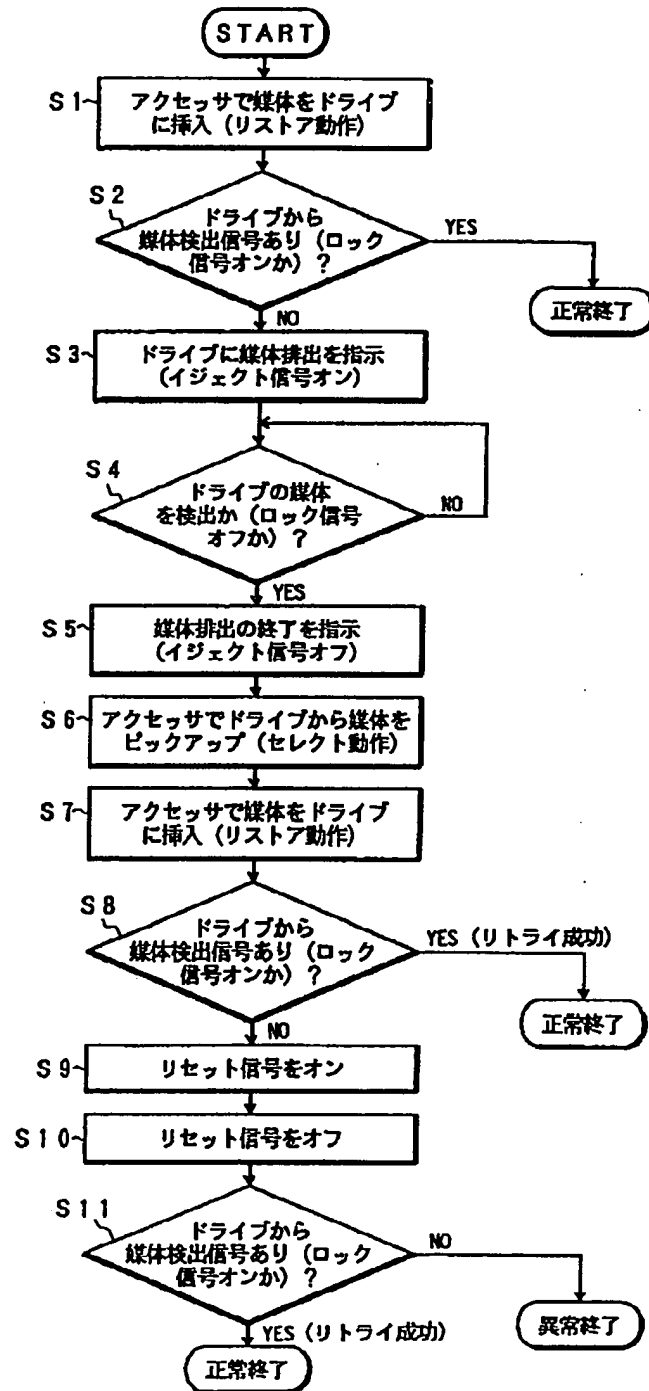 START
S1
アクセッサで媒体をドライブ
に挿入(リストア動作)
S2
ドライブから
媒体検出信号あり(ロック
信号オンか)?
YES
正常終了
NO
S3
ドライブに媒体排出を指示
(イジェクト信号オン)
S4
ドライブの媒体
を検出か(ロック信号
オフか)?
NO
YES
S5
媒体排出の終了を指示
(イジェクト信号オフ)
S6
アクセッサでドライブから媒体を
ピックアップ(セレクト動作)
S7
アクセッサで媒体をドライブ
に挿入(リストア動作)
S8
ドライブから
媒体検出信号あり(ロック
信号オンか)?
YES(リトライ成功)
正常終了
NO
S9
リセット信号をオン
S10
リセット信号をオフ
S11
ドライブから
媒体検出信号あり(ロック
信号オンか)?
NO
異常終了
YES(リトライ成功)
正常終了